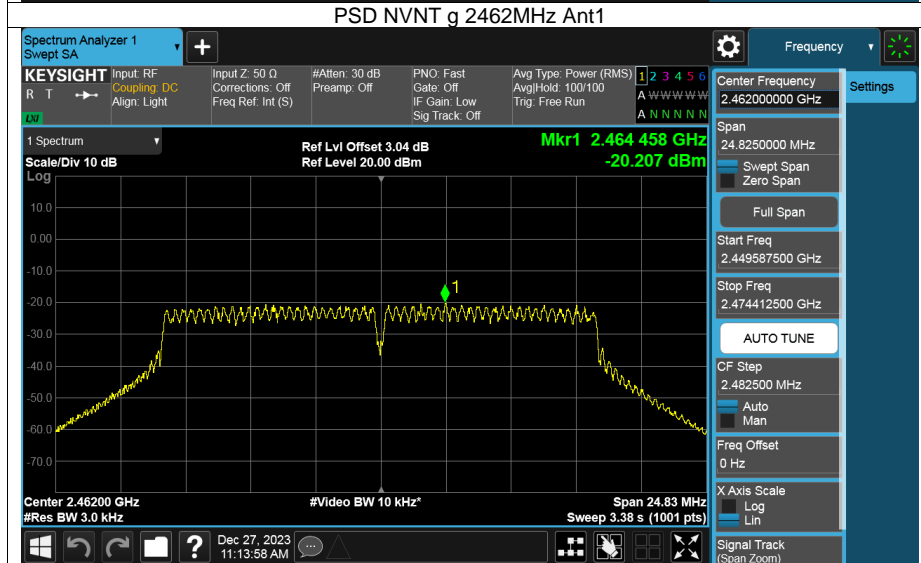 PSD NVNT g 2462MHz Ant1
Spectrum Analyzer 1
Swept SA
Frequency
KEYSIGHT
R T
LXI
Input: RF
Coupling: DC
Align: Light
Input Z: 50 Ω
Corrections: Off
Freq Ref: Int (S)
#Atten: 30 dB
Preamp: Off
PNO: Fast
Gate: Off
IF Gain: Low
Sig Track: Off
Avg Type: Power (RMS)
Avg|Hold: 100/100
Trig: Free Run
1 2 3 4 5 6
A W W W W W
A N N N N N
1 Spectrum
Scale/Div 10 dB
Log
Ref Lvl Offset 3.04 dB
Ref Level 20.00 dBm
Mkr1 2.464 458 GHz
-20.207 dBm
10.0
0.00
-10.0
-20.0
-30.0
-40.0
-50.0
-60.0
-70.0
1
Center 2.46200 GHz
#Res BW 3.0 kHz
#Video BW 10 kHz*
Span 24.83 MHz
Sweep 3.38 s (1001 pts)
?
Dec 27, 2023
11:13:58 AM
Center Frequency
2.462000000 GHz
Settings
Span
24.8250000 MHz
Swept Span
Zero Span
Full Span
Start Freq
2.449587500 GHz
Stop Freq
2.474412500 GHz
AUTO TUNE
CF Step
2.482500 MHz
Auto
Man
Freq Offset
0 Hz
X Axis Scale
Log
Lin
Signal Track
(Span Zoom)